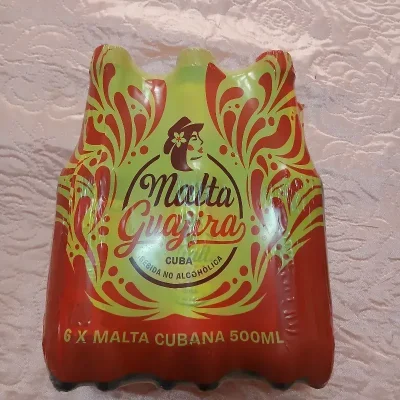 Malta
Guajira
CUBA
BEBIDA NO ALCOHÓLICA
6 X MALTA CUBANA 500ML